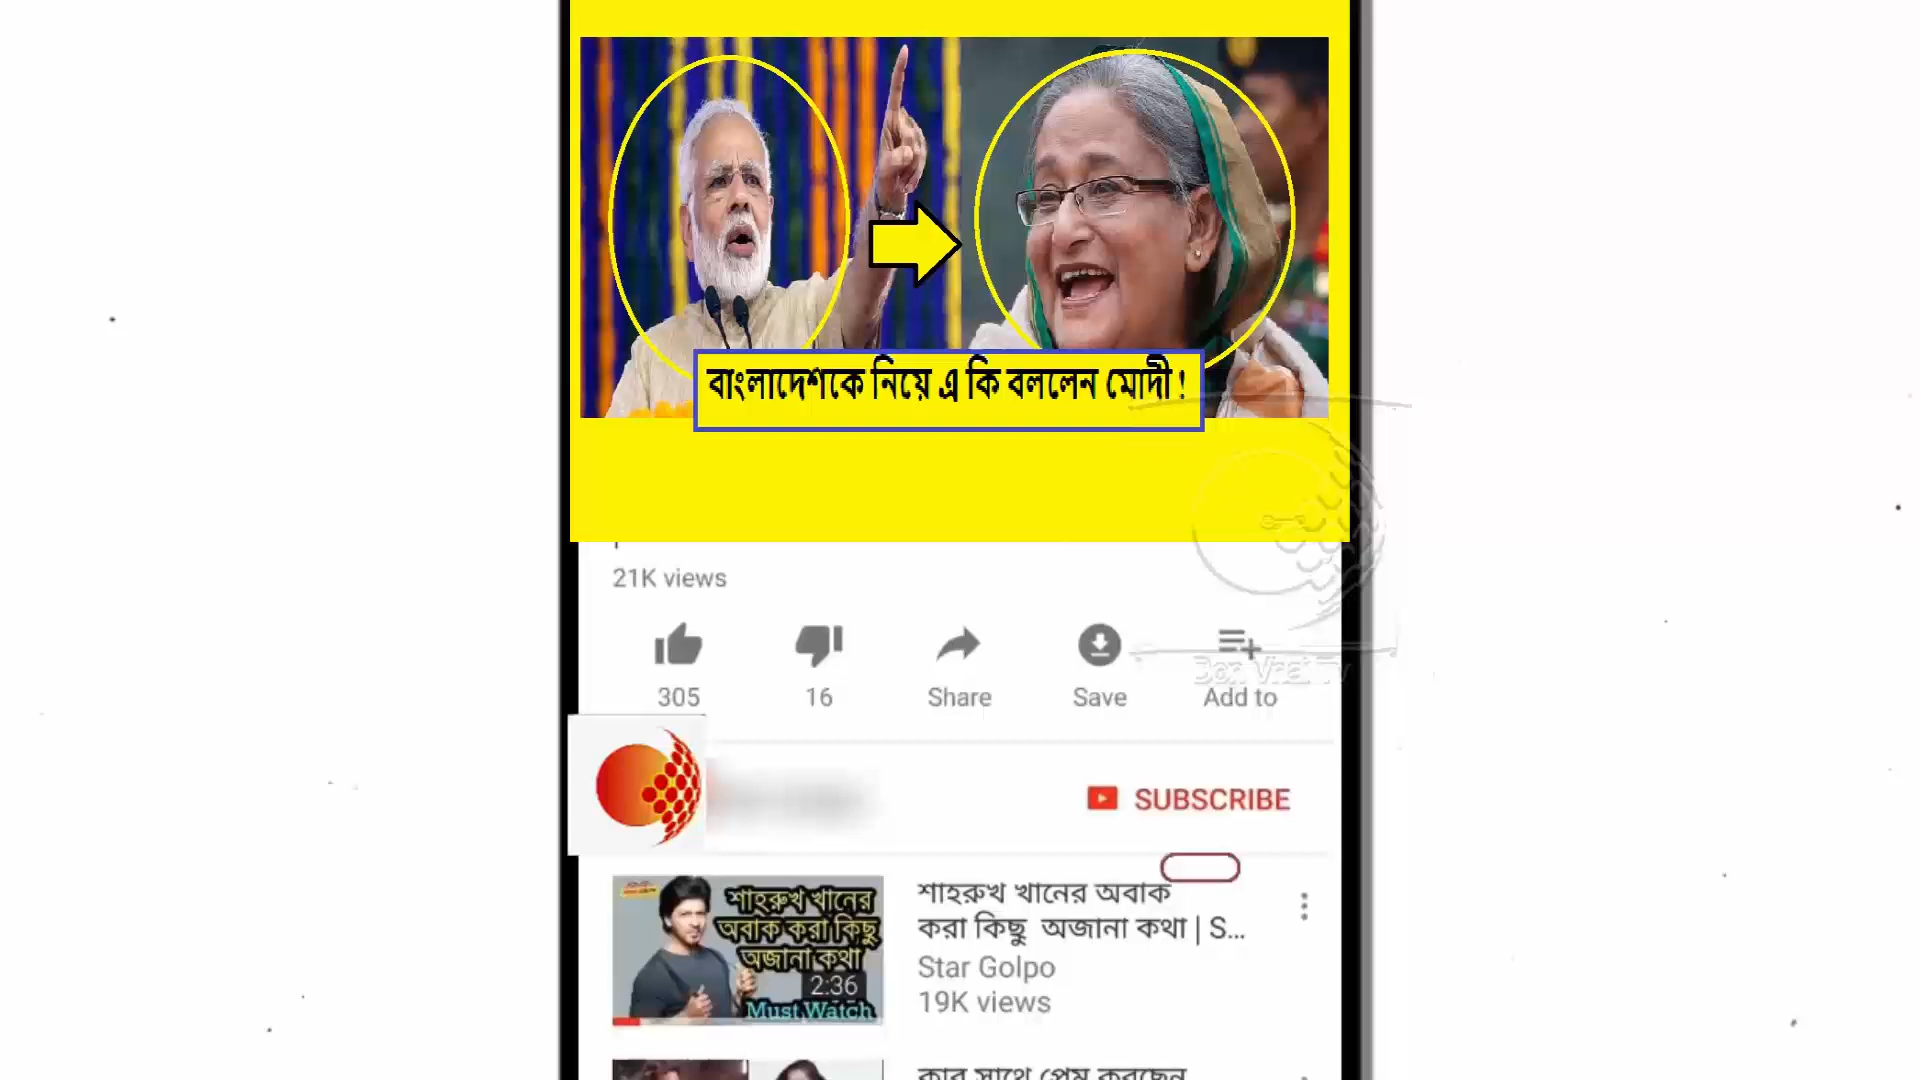 বাংলাদেশকে নিয়ে এ কি বললেন মোদী !
21K views
305
16
Share
Save
Add to
SUBSCRIBE
শাহরুখ খানের
অবাক করা কিছু
অজানা কথা
2:36
Must Watch
শাহরুখ খানের অবাক
করা কিছু অজানা কথা | S...
Star Golpo
19K views
কার সাথে প্রেম করছেন